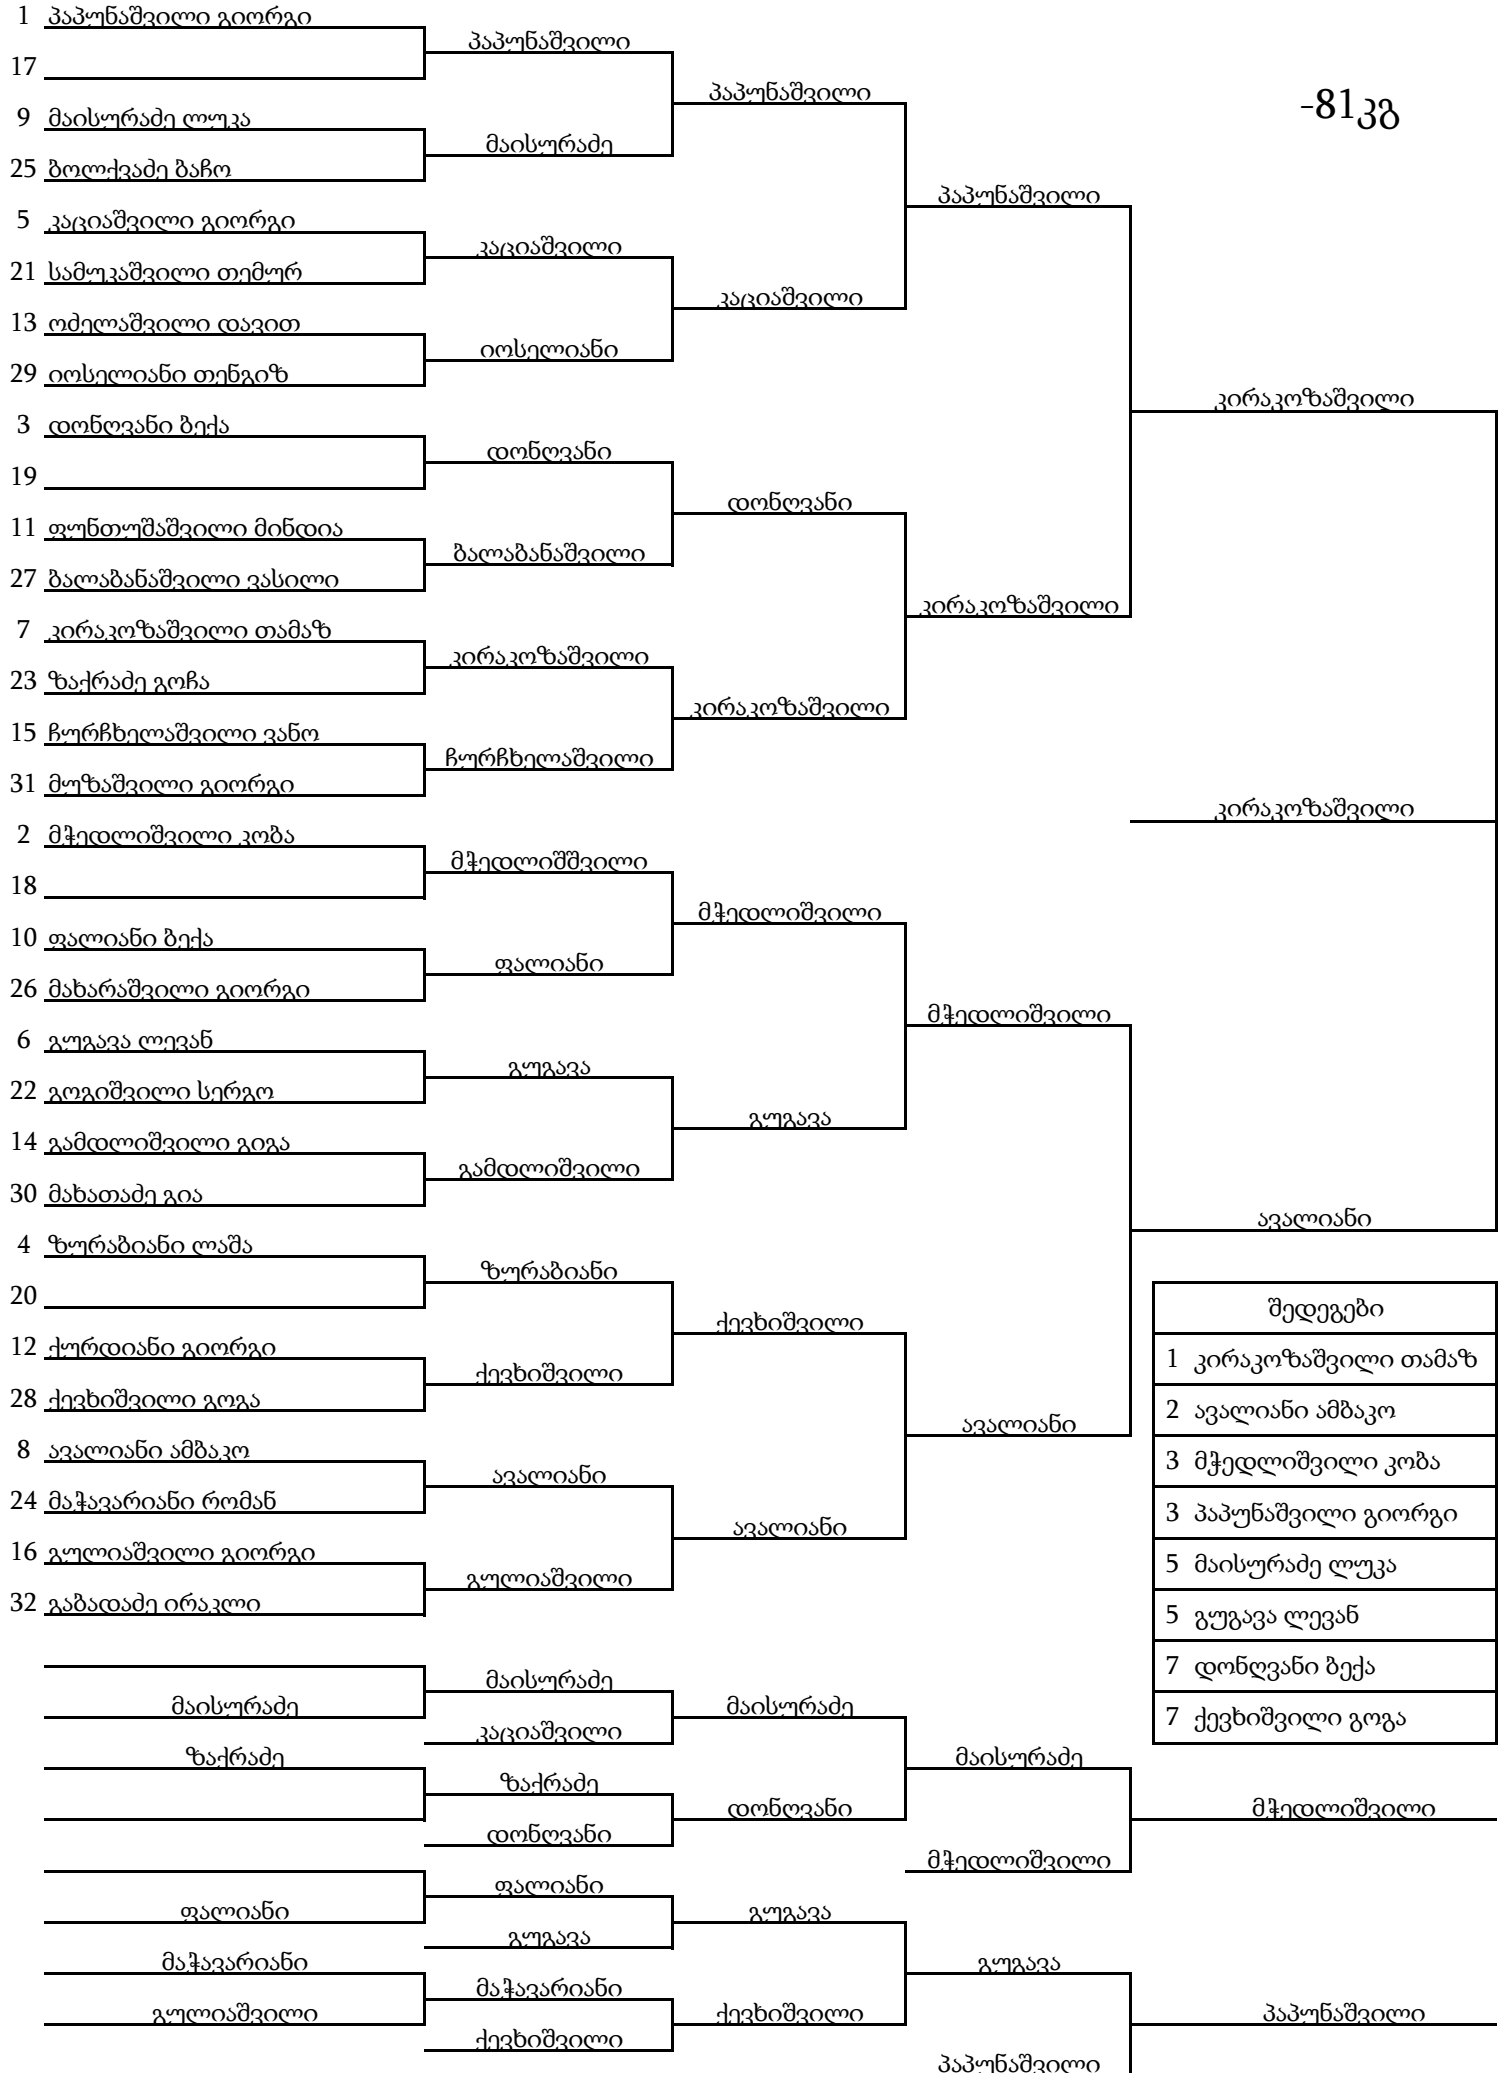 1 პაპუნაშვილი გიორგი
პაპუნაშვილი
17
პაპუნაშვილი
-81კგ
9 მაისურაძე ლუკა
მაისურაძე
25 ბოლქვაძე ბაჩო
პაპუნაშვილი
5 კაციაშვილი გიორგი
კაციაშვილი
21 სამუკაშვილი თემურ
კაციაშვილი
13 ოძელაშვილი დავით
იოსელიანი
29 იოსელიანი თენგიზ
კირაკოზაშვილი
3 დონღვანი ბექა
დონღვანი
19
დონღვანი
11 ფუნთუშაშვილი მინდია
ბალაბანაშვილი
27 ბალაბანაშვილი ვასილი
კირაკოზაშვილი
7 კირაკოზაშვილი თამაზ
კირაკოზაშვილი
23 ზაქრაძე გოჩა
კირაკოზაშვილი
15 ჩურჩხელაშვილი ვანო
ჩურჩხელაშვილი
31 მუზაშვილი გიორგი
კირაკოზაშვილი
2 მჭედლიშვილი კობა
მჭედლიშშვილი
18
მჭედლიშვილი
10 ფალიანი ბექა
ფალიანი
26 მახარაშვილი გიორგი
მჭედლიშვილი
6 გუგავა ლევან
გუგავა
22 გოგიშვილი სერგო
გუგავა
14 გამდლიშვილი გიგა
გამდლიშვილი
30 მახათაძე გია
ავალიანი
4 ზურაბიანი ლაშა
ზურაბიანი
20
შედეგები
ქევხიშვილი
12 ქურდიანი გიორგი
1 კირაკოზაშვილი თამაზ
ქევხიშვილი
28 ქევხიშვილი გოგა
2 ავალიანი ამბაკო
ავალიანი
8 ავალიანი ამბაკო
3 მჭედლიშვილი კობა
ავალიანი
24 მაჭავარიანი რომან
3 პაპუნაშვილი გიორგი
ავალიანი
16 გულიაშვილი გიორგი
5 მაისურაძე ლუკა
გულიაშვილი
32 გაბადაძე ირაკლი
5 გუგავა ლევან
7 დონღვანი ბექა
მაისურაძე
მაისურაძე
მაისურაძე
7 ქევხიშვილი გოგა
კაციაშვილი
ზაქრაძე
მაისურაძე
ზაქრაძე
დონღვანი
მჭედლიშვილი
დონღვანი
მჭედლიშვილი
ფალიანი
ფალიანი
გუგავა
გუგავა
მაჭავარიანი
გუგავა
მაჭავარიანი
გულიაშვილი
ქევხიშვილი
პაპუნაშვილი
ქევხიშვილი
პაპუნაშვილი